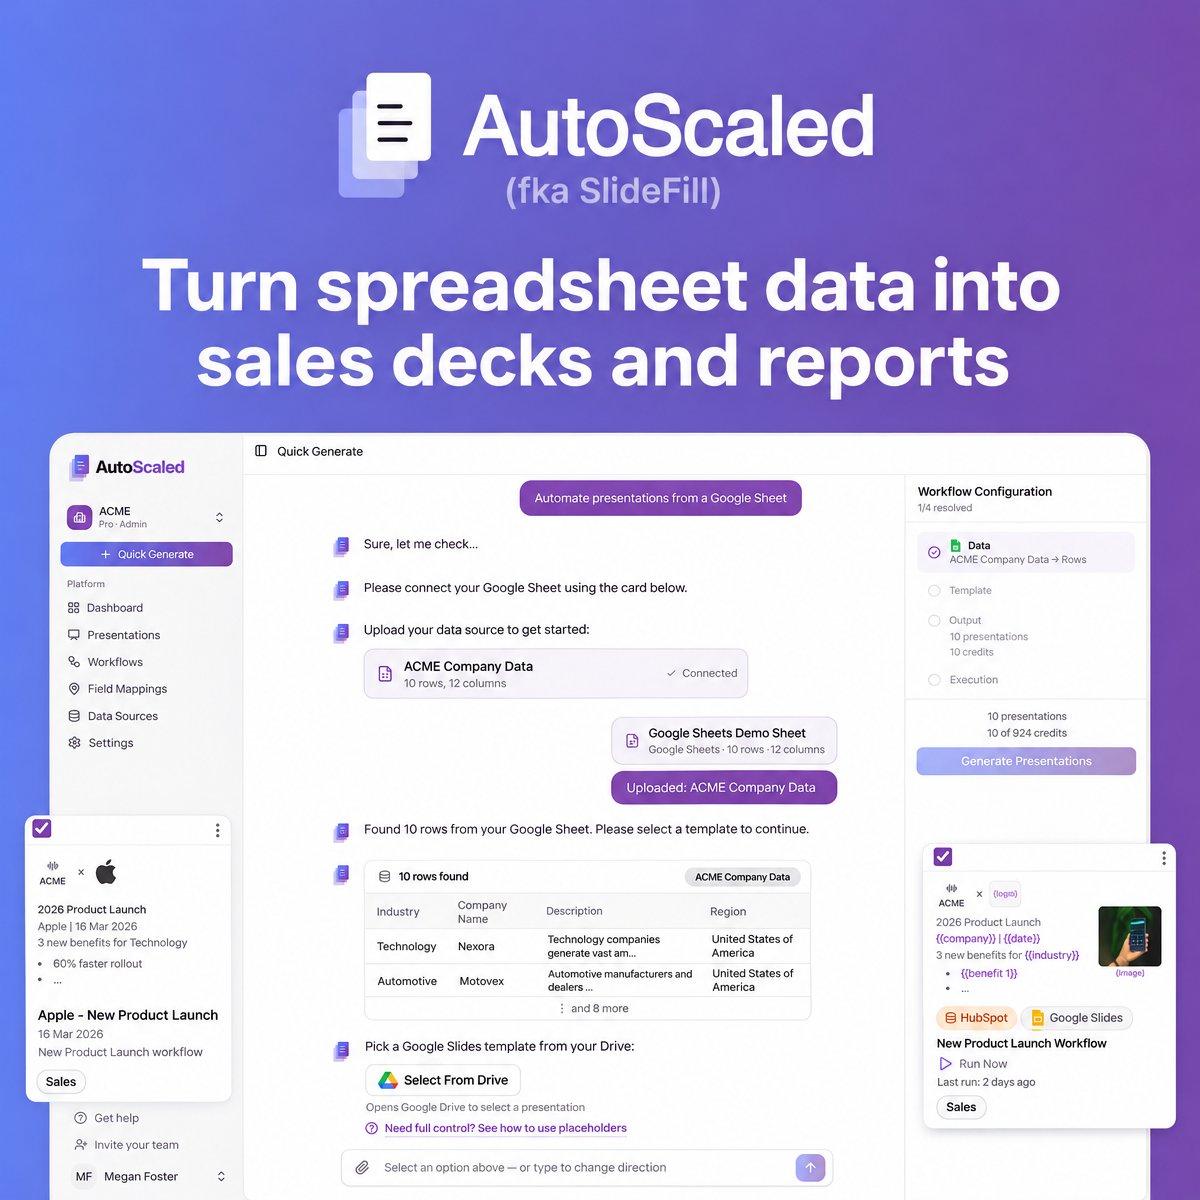 AutoScaled
(fka SlideFill)
Turn spreadsheet data into
sales decks and reports
AutoScaled
ACME
Pro · Admin
+ Quick Generate
Platform
Dashboard
Presentations
Workflows
Field Mappings
Data Sources
Settings
ACME x
2026 Product Launch
Apple | 16 Mar 2026
3 new benefits for Technology
• 60% faster rollout
• ...
Apple - New Product Launch
16 Mar 2026
New Product Launch workflow
Sales
Get help
Invite your team
MF Megan Foster
Quick Generate
Automate presentations from a Google Sheet
Sure, let me check...
Please connect your Google Sheet using the card below.
Upload your data source to get started:
ACME Company Data
10 rows, 12 columns
Connected
Google Sheets Demo Sheet
Google Sheets · 10 rows · 12 columns
Uploaded: ACME Company Data
Found 10 rows from your Google Sheet. Please select a template to continue.
10 rows found
ACME Company Data
Industry Company Name Description Region
Technology Nexora Technology companies generate vast am... United States of America
Automotive Motovex Automotive manufacturers and dealers ... United States of America
⋮ and 8 more
Pick a Google Slides template from your Drive:
Select From Drive
Opens Google Drive to select a presentation
Need full control? See how to use placeholders
Select an option above — or type to change direction
Workflow Configuration
1/4 resolved
Data
ACME Company Data → Rows
Template
Output
10 presentations
10 credits
Execution
10 presentations
10 of 924 credits
Generate Presentations
ACME x {logo}
2026 Product Launch
{{company}} | {{date}}
3 new benefits for {{industry}}
• {{benefit 1}}
• ...
{image}
HubSpot
Google Slides
New Product Launch Workflow
Run Now
Last run: 2 days ago
Sales